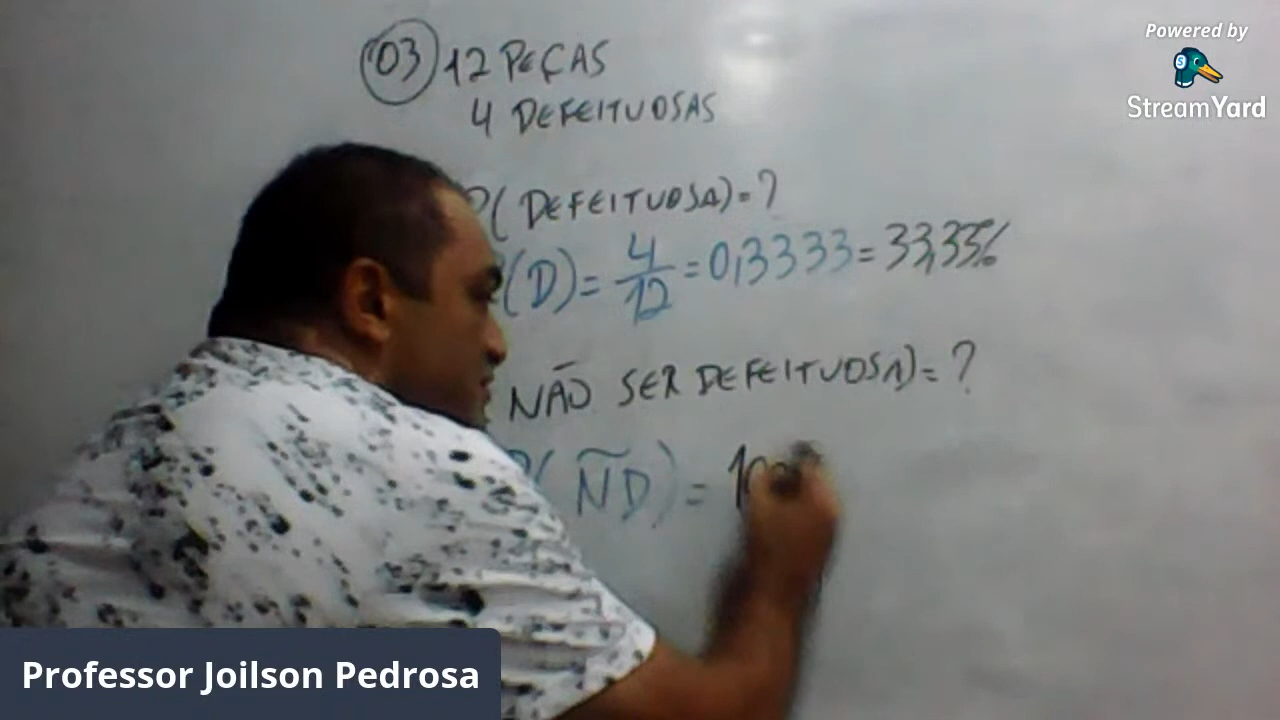 Powered by
StreamYard
03 12 PEÇAS
4 DEFEITUOSAS
P( DEFEITUOSA) = ?
(D) = 4/12 = 0,3333 = 33,33%
NÃO SER DEFEITUOSA) = ?
( ÑD) =
Professor Joilson Pedrosa